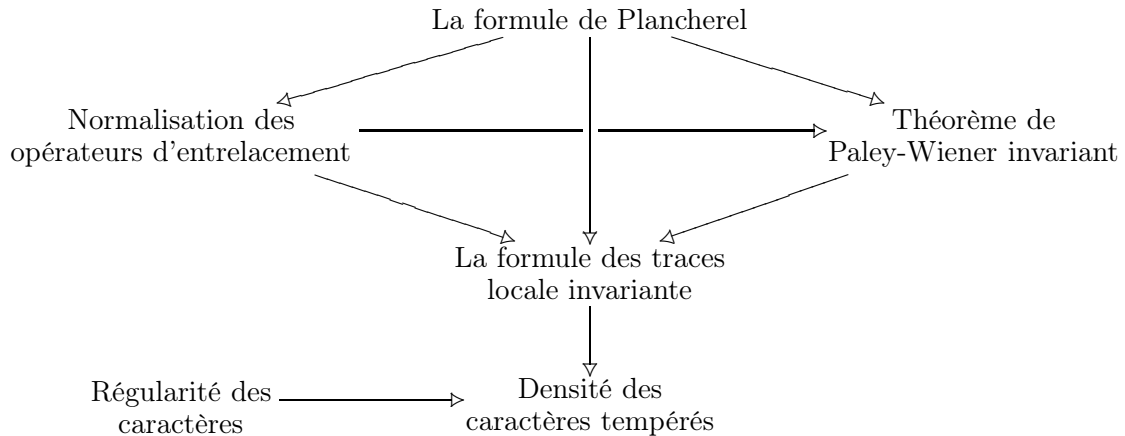 La formule de Plancherel
Normalisation des
opérateurs d'entrelacement
Théorème de
Paley-Wiener invariant
La formule des traces
locale invariante
Régularité des
caractères
Densité des
caractères tempérés